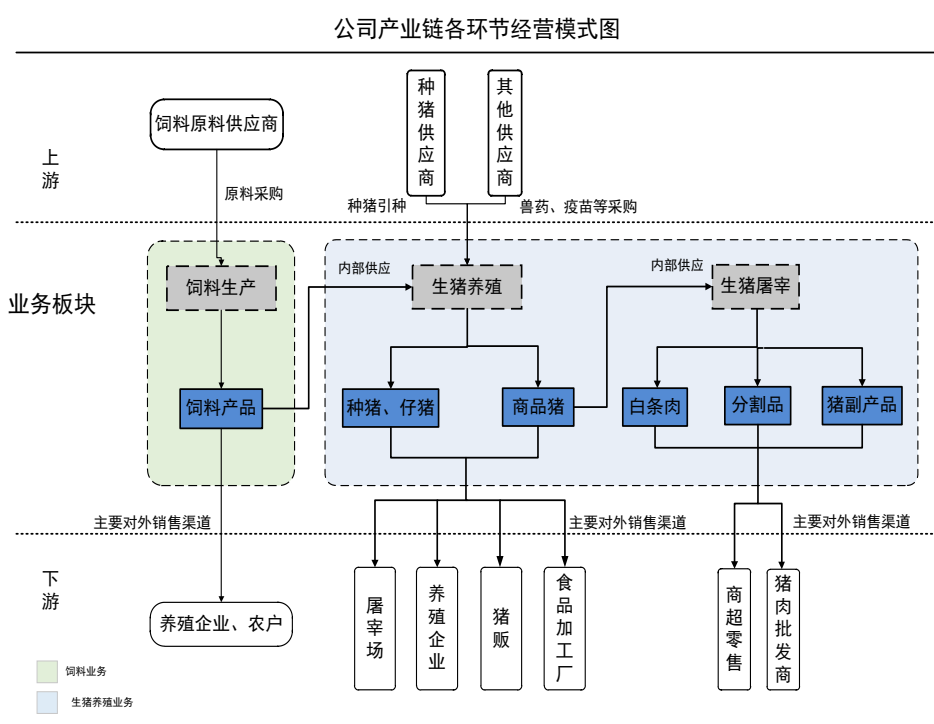 公司产业链各环节经营模式图
上游
饲料原料供应商
种猪供应商
其他供应商
原料采购
种猪引种
兽药、疫苗等采购
业务板块
饲料生产
内部供应
生猪养殖
内部供应
生猪屠宰
饲料产品
种猪、仔猪
商品猪
白条肉
分割品
猪副产品
主要对外销售渠道
主要对外销售渠道
主要对外销售渠道
下游
养殖企业、农户
屠宰场
养殖企业
猪贩
食品加工厂
商超零售
猪肉批发商
饲料业务
生猪养殖业务